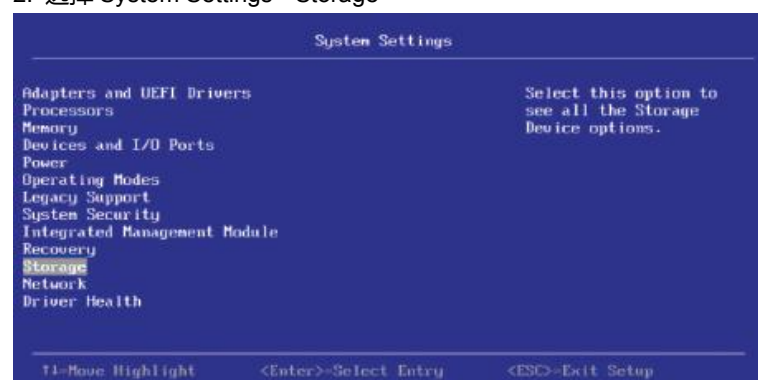 2. 选择 System Settings - Storage
System Settings
Adapters and UEFI Drivers
Processors
Memory
Devices and I/O Ports
Power
Operating Modes
Legacy Support
System Security
Integrated Management Module
Recovery
Storage
Network
Driver Health
Select this option to
see all the Storage
Device options.
↑↓=Move Highlight <Enter>=Select Entry <ESC>=Exit Setup